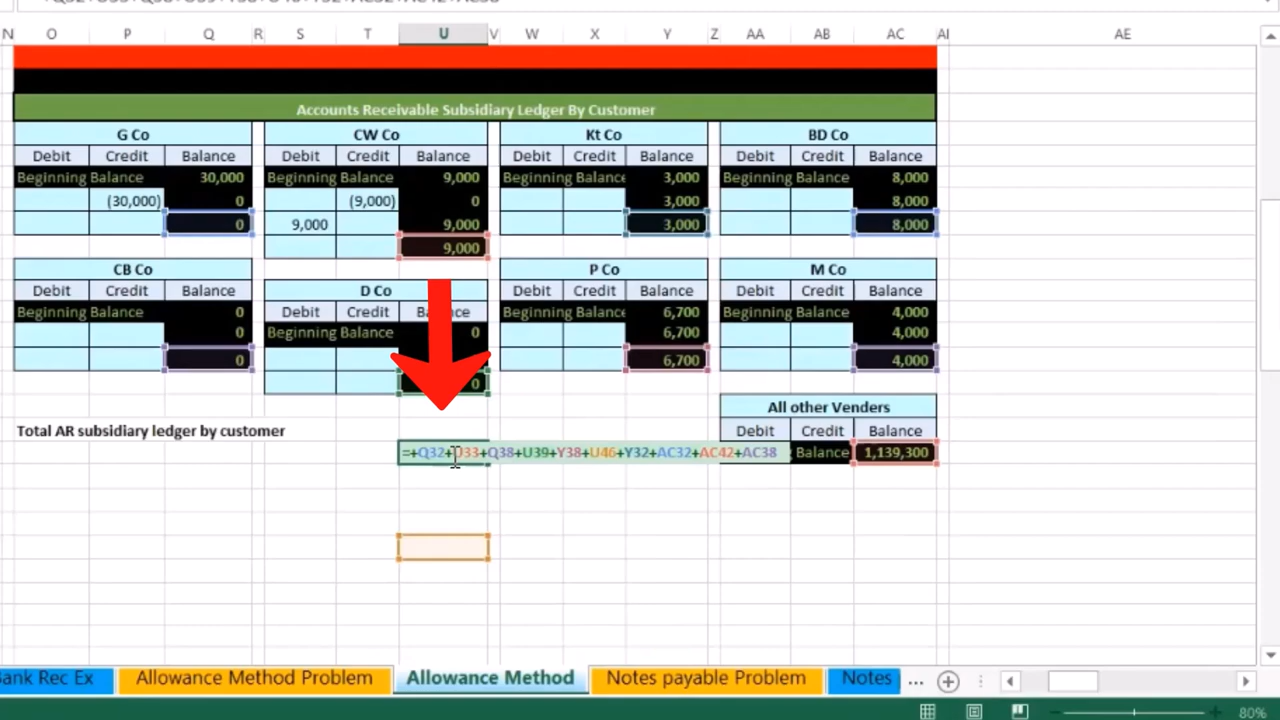 N O P Q R S T U V W X Y Z AA AB AC AE
Accounts Receivable Subsidiary Ledger By Customer
G Co CW Co Kt Co BD Co
Debit Credit Balance Debit Credit Balance Debit Credit Balance Debit Credit Balance
Beginning Balance 30,000 Beginning Balance 9,000 Beginning Balance 3,000 Beginning Balance 8,000
(30,000) 0 (9,000) 0 3,000 8,000
0 9,000 9,000 3,000 8,000
9,000
CB Co P Co M Co
Debit Credit Balance D Co Debit Credit Balance Debit Credit Balance
Beginning Balance 0 Debit Credit Beginning Balance 6,700 Beginning Balance 4,000
0 Beginning Balance 0 6,700 4,000
0 6,700 4,000
0
All other Venders
Total AR subsidiary ledger by customer Debit Credit Balance
=+Q32+U33+Q38+U39+Y38+U46+Y32+AC32+AC42+AC38 Balance 1,139,300
ank Rec Ex Allowance Method Problem Allowance Method Notes payable Problem Notes ...
80%